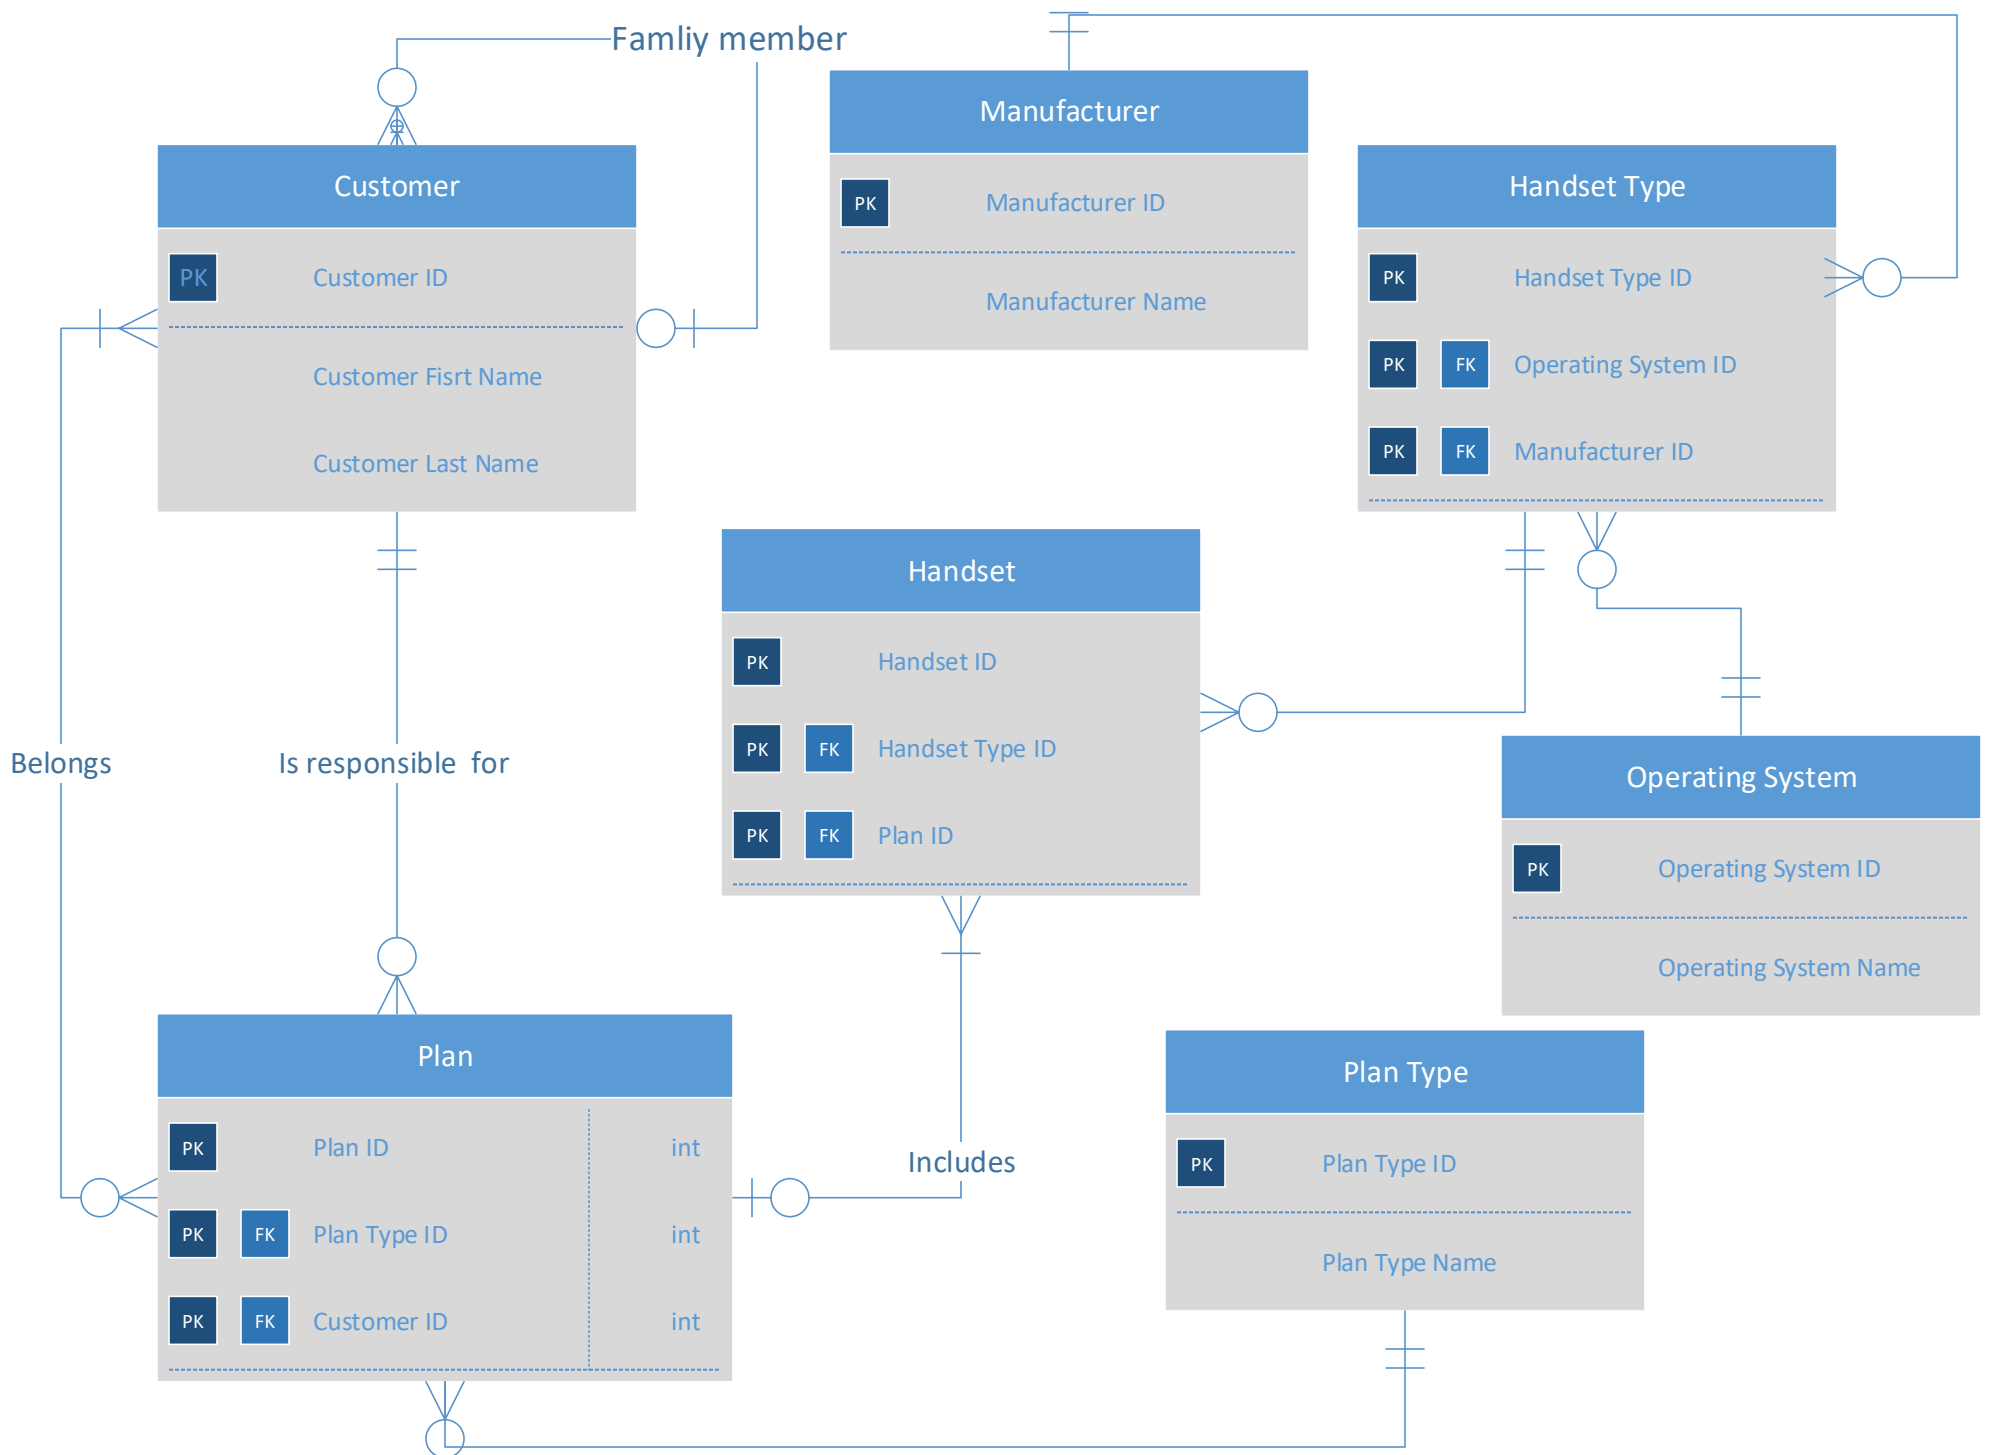 Famliy member
Manufacturer
PK Manufacturer ID
Manufacturer Name
Customer
PK Customer ID
Customer Fisrt Name
Customer Last Name
Handset Type
PK Handset Type ID
PK FK Operating System ID
PK FK Manufacturer ID
Handset
PK Handset ID
PK FK Handset Type ID
PK FK Plan ID
Belongs
Is responsible for
Operating System
PK Operating System ID
Operating System Name
Plan
PK Plan ID int
PK FK Plan Type ID int
PK FK Customer ID int
Includes
Plan Type
PK Plan Type ID
Plan Type Name